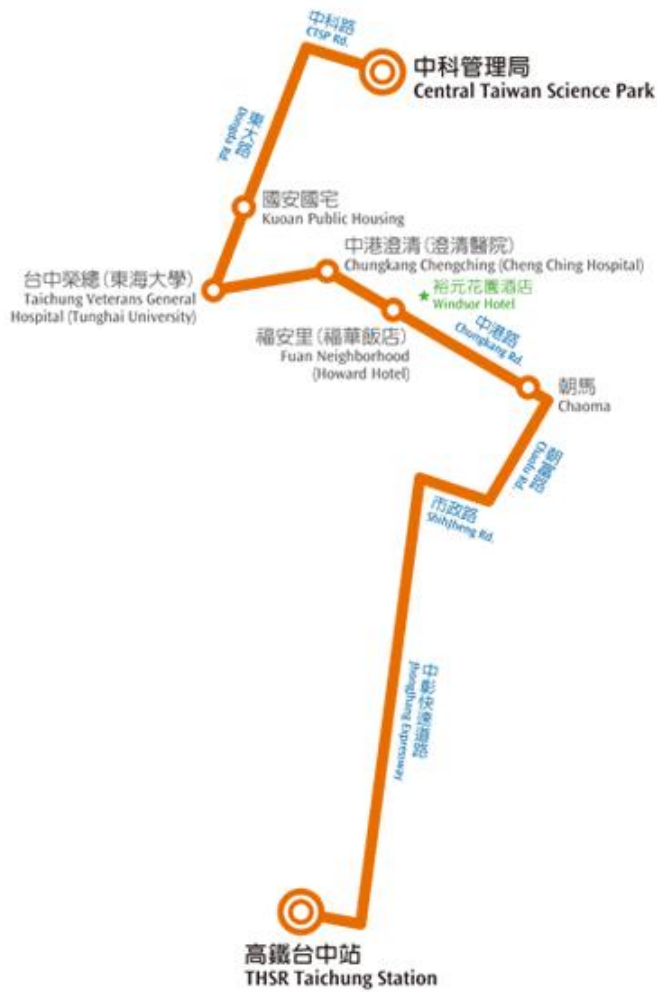 中科路
CTSP Rd.
中科管理局
Central Taiwan Science Park
東大路
Dongda Rd.
國安國宅
Kuoan Public Housing
中港澄清(澄清醫院)
Chungkang Chengching (Cheng Ching Hospital)
台中榮總(東海大學)
Taichung Veterans General
Hospital (Tunghai University)
裕元花園酒店
Windsor Hotel
福安里(福華飯店)
Fuan Neighborhood
(Howard Hotel)
中港路
Chungkang Rd.
朝馬
Chaoma
朝富路
Chaofu Rd.
市政路
ShihJheng Rd.
中彰快速道路
JhongJhang Expressway
高鐵台中站
THSR Taichung Station